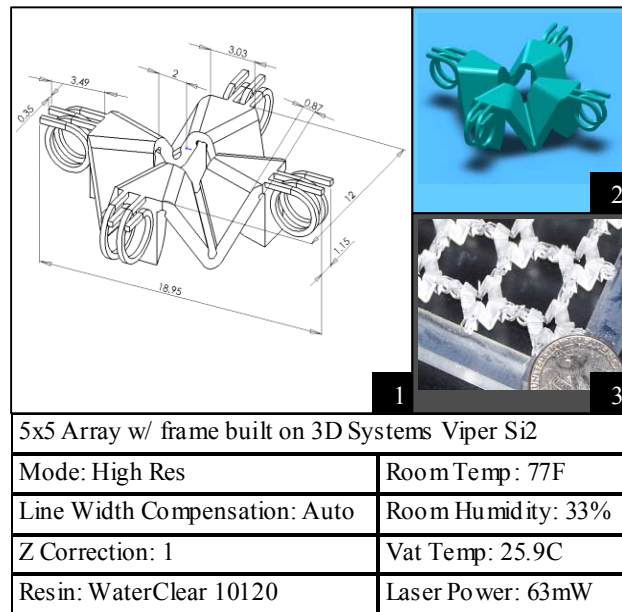 3.03
2
3.49
0.87
0.35
12
1.15
18.95
1
2
3
5x5 Array w/ frame built on 3D Systems Viper Si2
Mode: High Res
Room Temp: 77F
Line Width Compensation: Auto
Room Humidity: 33%
Z Correction: 1
Vat Temp: 25.9C
Resin: WaterClear 10120
Laser Power: 63mW